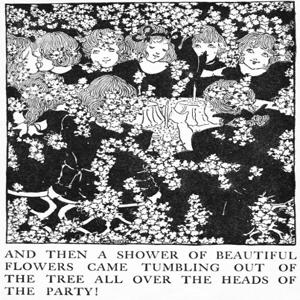 AND THEN A SHOWER OF BEAUTIFUL
FLOWERS CAME TUMBLING OUT OF
THE TREE ALL OVER THE HEADS OF
THE PARTY!